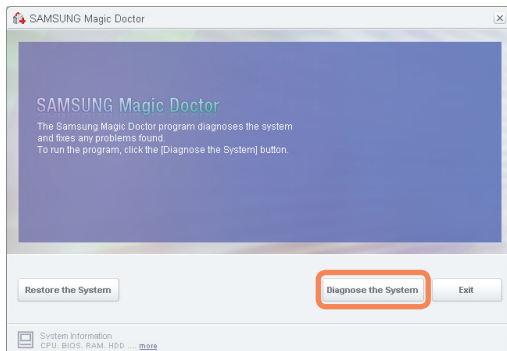 SAMSUNG Magic Doctor
SAMSUNG Magic Doctor
The Samsung Magic Doctor program diagnoses the system
and fixes any problems found.
To run the program, click the [Diagnose the System] button.
Restore the System
Diagnose the System
Exit
System Information
CPU. BIOS. RAM. HDD .... more